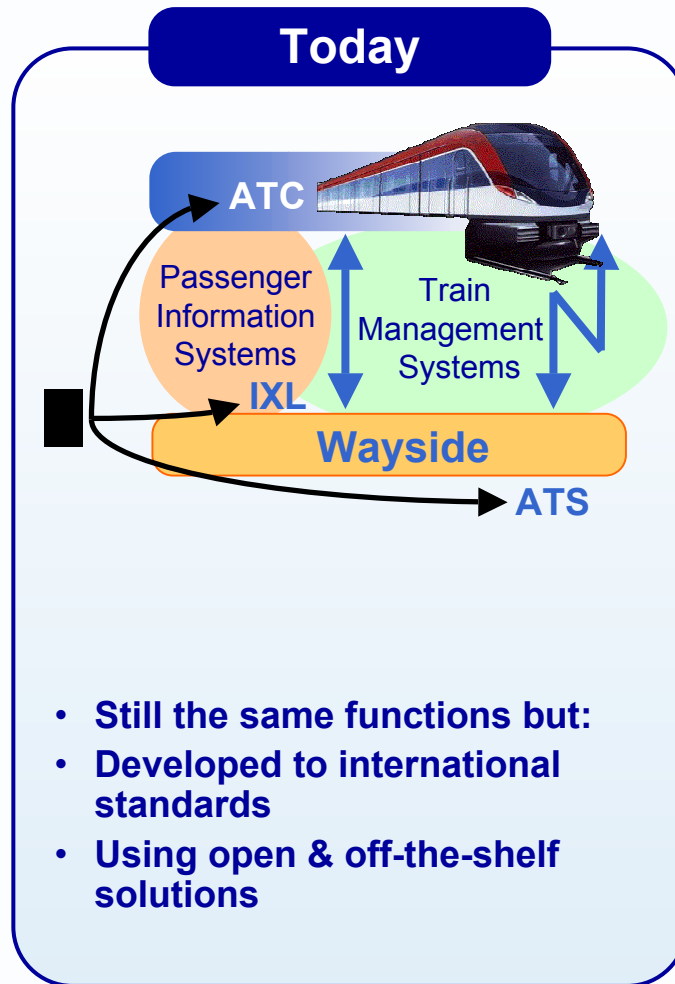 Today
ATC
Passenger
Information
Systems
Train
Management
Systems
IXL
Wayside
ATS
• Still the same functions but:
• Developed to international
standards
• Using open & off-the-shelf
solutions